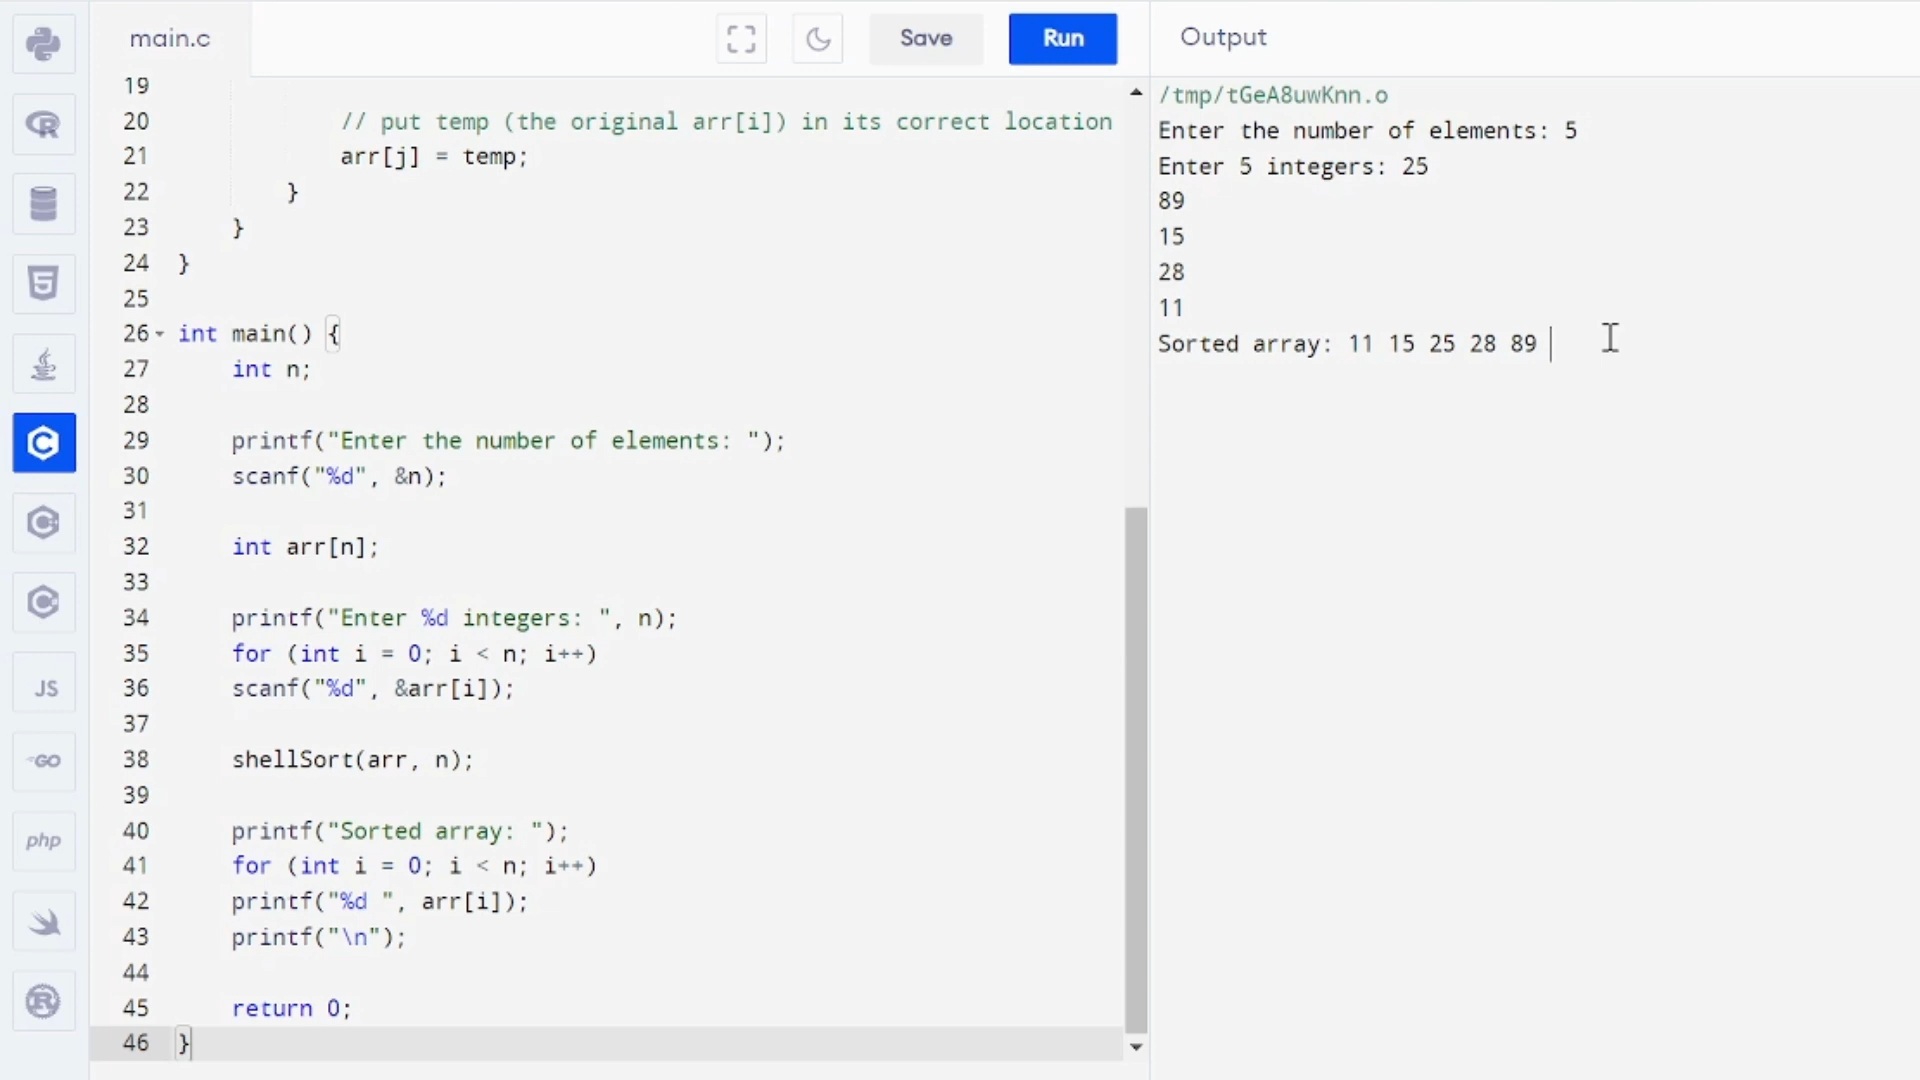 main.c
Save
Run
Output
19
20 // put temp (the original arr[i]) in its correct location
21 arr[j] = temp;
22 }
23 }
24 }
25
26 int main() {
27 int n;
28
29 printf("Enter the number of elements: ");
30 scanf("%d", &n);
31
32 int arr[n];
33
34 printf("Enter %d integers: ", n);
35 for (int i = 0; i < n; i++)
36 scanf("%d", &arr[i]);
37
38 shellSort(arr, n);
39
40 printf("Sorted array: ");
41 for (int i = 0; i < n; i++)
42 printf("%d ", arr[i]);
43 printf("\n");
44
45 return 0;
46 }
/tmp/tGeA8uwKnn.o
Enter the number of elements: 5
Enter 5 integers: 25
89
15
28
11
Sorted array: 11 15 25 28 89
R
5
C
C
C
JS
GO
php
R